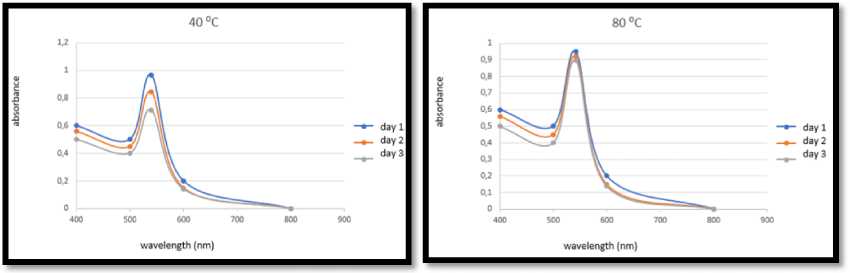 40 ⁰C
1,2
1
0,8
0,6
0,4
0,2
0
400 500 600 700 800 900
absorbance
wavelength (nm)
day 1
day 2
day 3
80 ⁰C
1
0,9
0,8
0,7
0,6
0,5
0,4
0,3
0,2
0,1
0
400 500 600 700 800 900
absorbance
wavelength (nm)
day 1
day 2
day 3